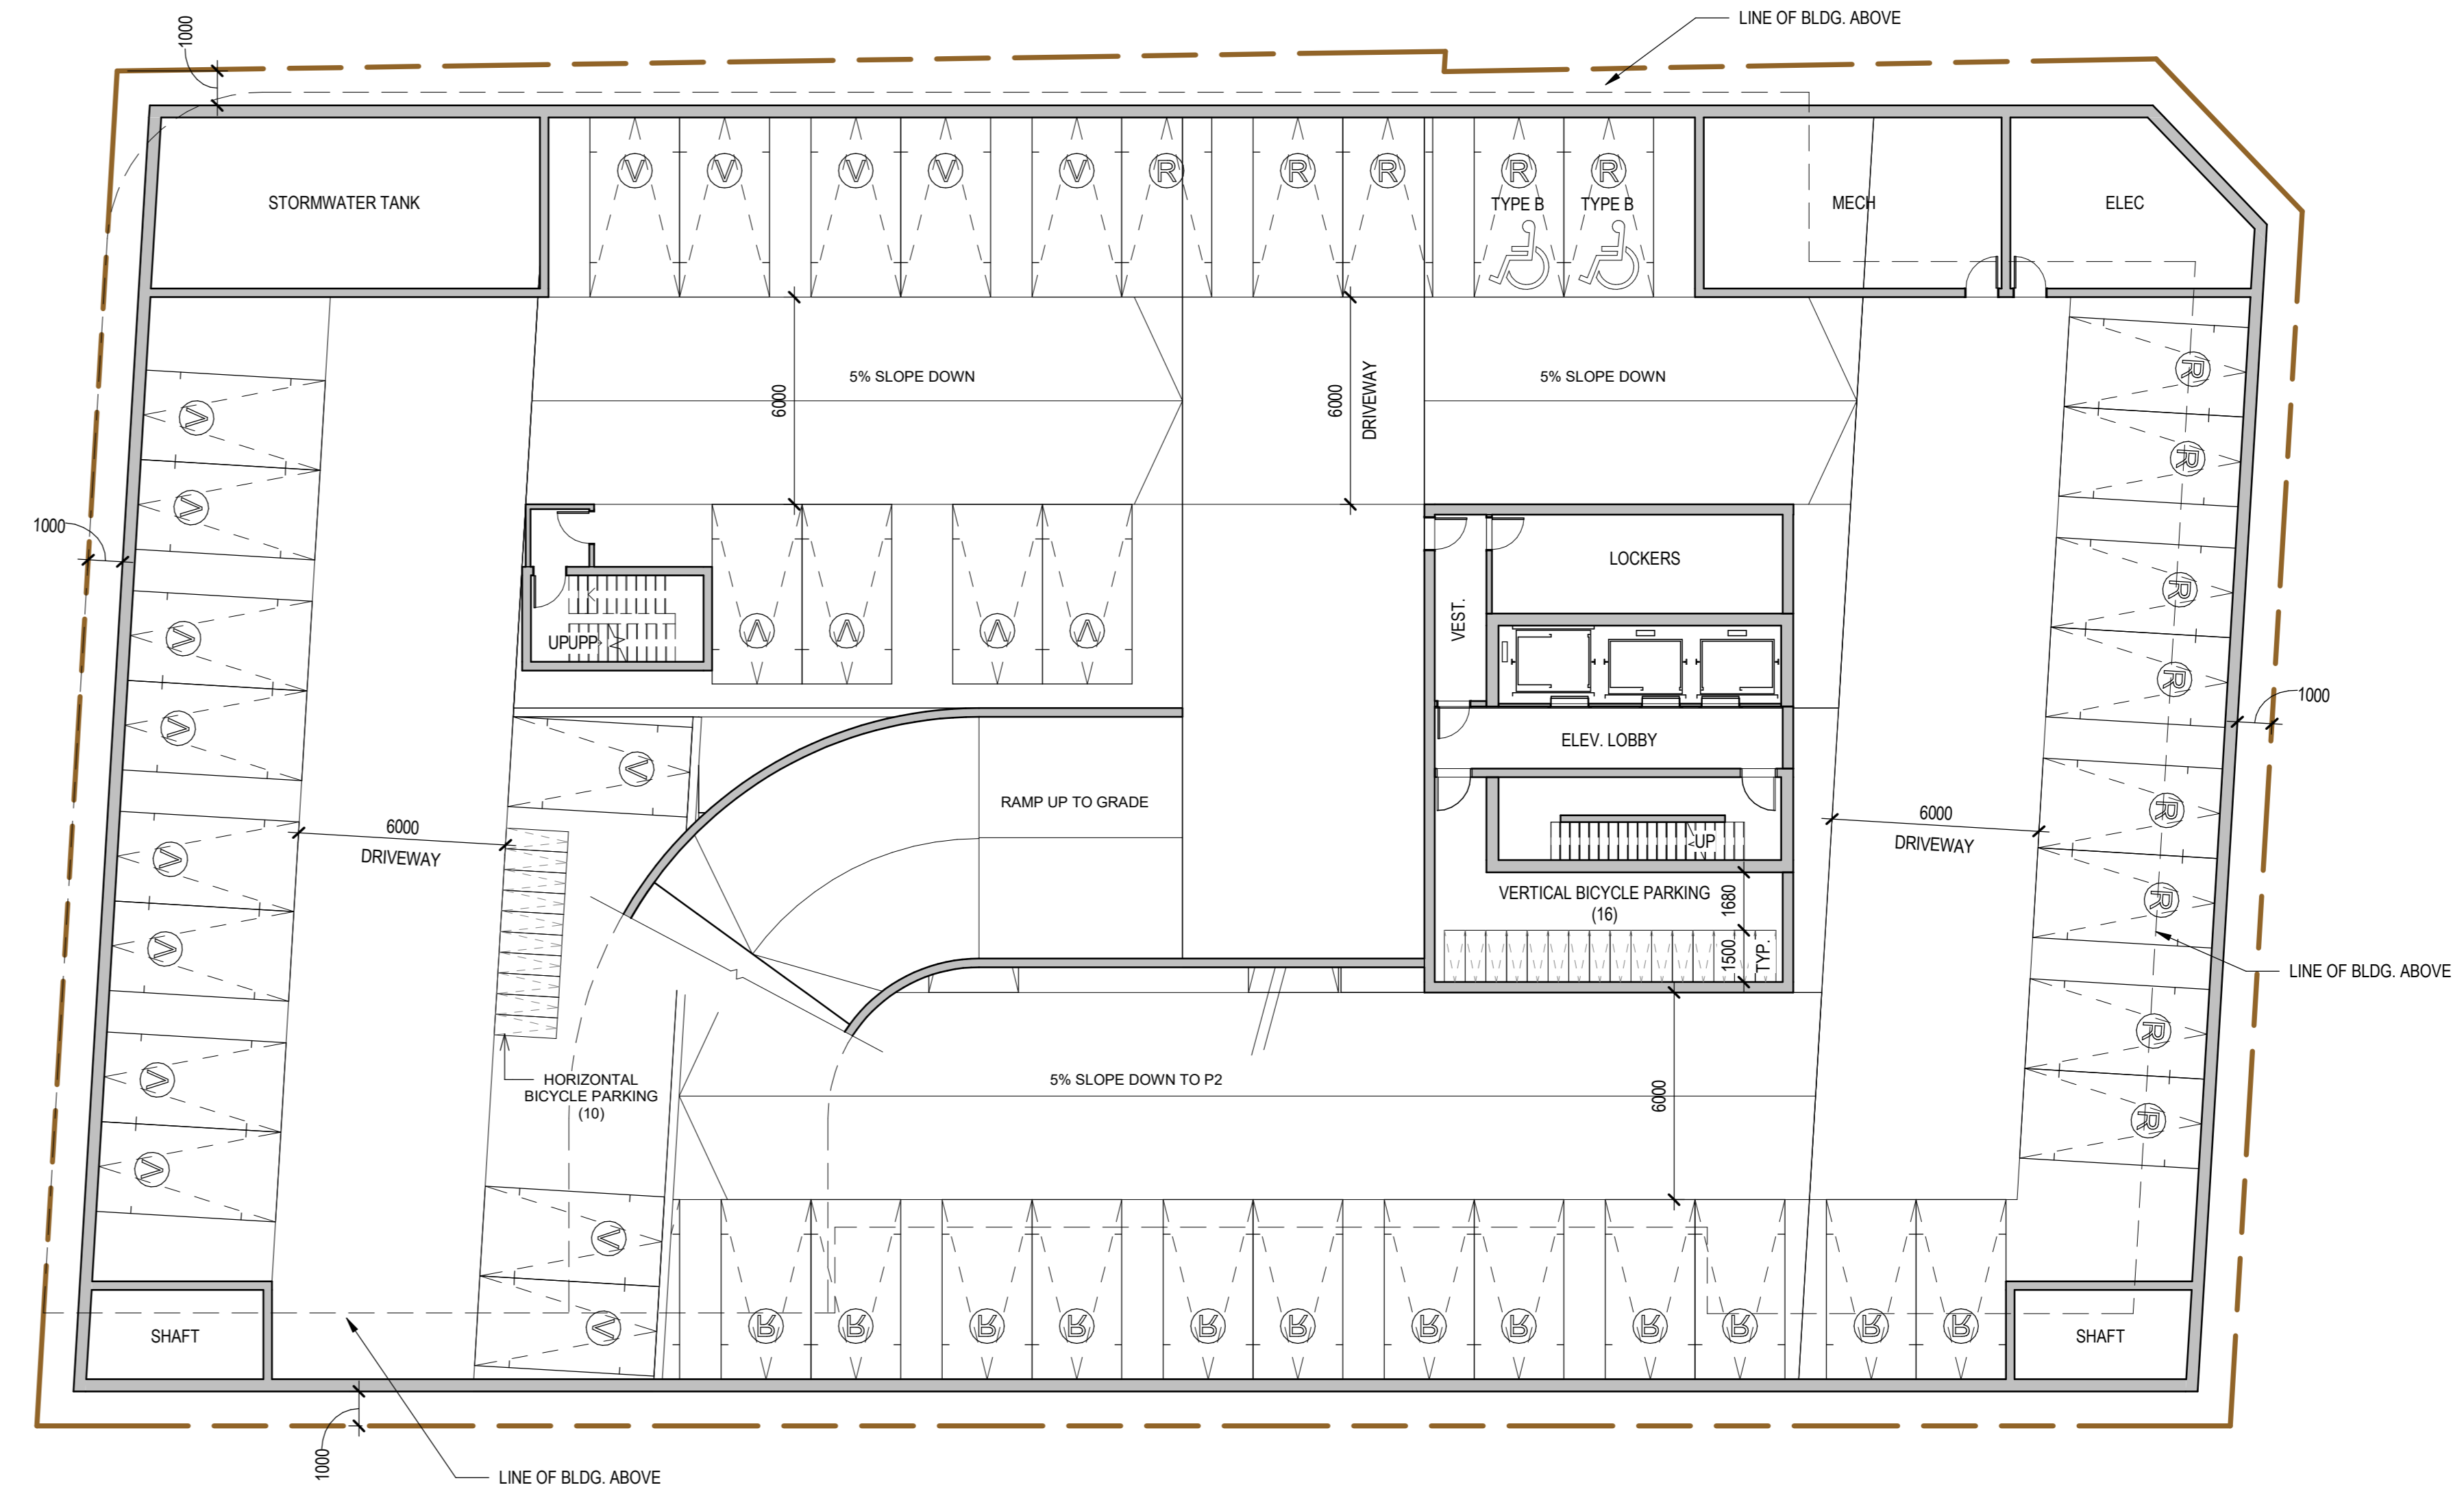 LINE OF BLDG. ABOVE
1000
V
V
V
V
V
R
R
R
R
R
TYPE B
TYPE B
STORMWATER TANK
MECH
ELEC
5% SLOPE DOWN
6000
6000
DRIVEWAY
5% SLOPE DOWN
R
R
R
R
R
R
R
R
V
V
V
V
V
V
V
V
1000
LOCKERS
VEST.
UPUPP
V
V
V
V
1000
ELEV. LOBBY
V
RAMP UP TO GRADE
6000
DRIVEWAY
6000
DRIVEWAY
UP
VERTICAL BICYCLE PARKING
(16)
1680
1500
TYP.
LINE OF BLDG. ABOVE
HORIZONTAL
BICYCLE PARKING
(10)
5% SLOPE DOWN TO P2
6000
V
V
R
R
R
R
R
R
R
R
R
R
R
R
SHAFT
SHAFT
1000
LINE OF BLDG. ABOVE